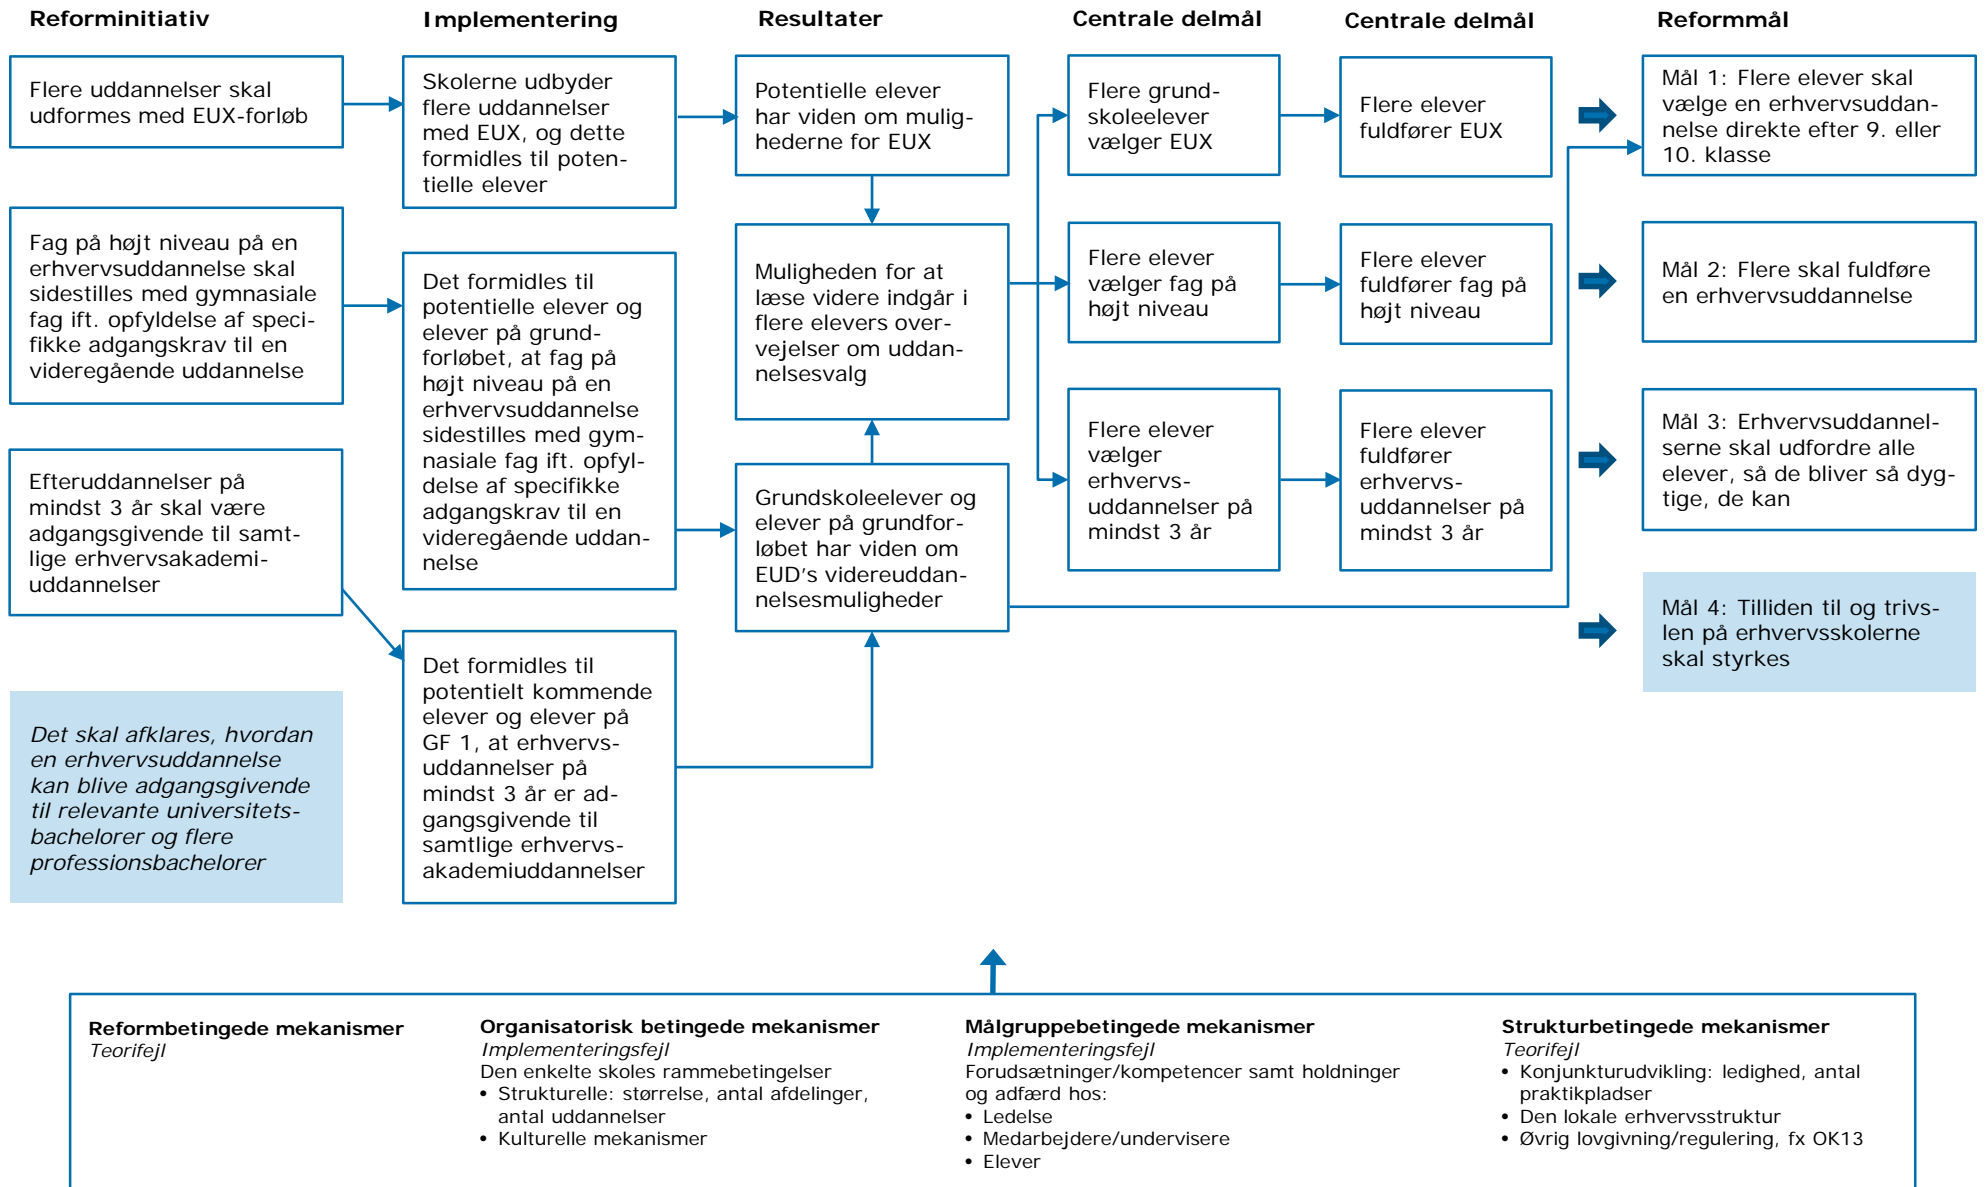 Reforminitiativ
Implementering
Resultater
Centrale delmål
Centrale delmål
Reformmål
Flere uddannelser skal
udformes med EUX-forløb
Fag på højt niveau på en
erhvervsuddannelse skal
sidestilles med gymnasiale
fag ift. opfyldelse af speci-
fikke adgangskrav til en
videregående uddannelse
Efteruddannelser på
mindst 3 år skal være
adgangsgivende til samt-
lige erhvervsakademi-
uddannelser
Det skal afklares, hvordan
en erhvervsuddannelse
kan blive adgangsgivende
til relevante universitets-
bachelorer og flere
professionsbachelorer
Skolerne udbyder
flere uddannelser
med EUX, og dette
formidles til poten-
tielle elever
Det formidles til
potentielle elever og
elever på grund-
forløbet, at fag på
højt niveau på en
erhvervsuddannelse
sidestilles med gym-
nasiale fag ift. opfyl-
delse af specifikke
adgangskrav til en
videregående uddan-
nelse
Det formidles til
potentielt kommende
elever og elever på
GF 1, at erhvervs-
uddannelser på
mindst 3 år er ad-
gangsgivende til
samtlige erhvervs-
akademiuddannelser
Potentielle elever
har viden om mulig-
hederne for EUX
Muligheden for at
læse videre indgår i
flere elevers over-
vejelser om uddan-
nelsesvalg
Grundskoleelever og
elever på grundfor-
løbet har viden om
EUD's videreuddan-
nelsesmuligheder
Flere grund-
skoleelever
vælger EUX
Flere elever
vælger fag på
højt niveau
Flere elever
vælger
erhvervs-
uddannelser på
mindst 3 år
Flere elever
fuldfører EUX
Flere elever
fuldfører fag på
højt niveau
Flere elever
fuldfører
erhvervs-
uddannelser på
mindst 3 år
Mål 1: Flere elever skal
vælge en erhvervsuddan-
nelse direkte efter 9. eller
10. klasse
Mål 2: Flere skal fuldføre
en erhvervsuddannelse
Mål 3: Erhvervsuddannel-
serne skal udfordre alle
elever, så de bliver så dyg-
tige, de kan
Mål 4: Tilliden til og trivs-
len på erhvervsskolerne
skal styrkes
Reformbetingede mekanismer
Teorifejl
Organisatorisk betingede mekanismer
Implementeringsfejl
Den enkelte skoles rammebetingelser
• Strukturelle: størrelse, antal afdelinger,
antal uddannelser
• Kulturelle mekanismer
Målgruppebetingede mekanismer
Implementeringsfejl
Forudsætninger/kompetencer samt holdninger
og adfærd hos:
• Ledelse
• Medarbejdere/undervisere
• Elever
Strukturbetingede mekanismer
Teorifejl
• Konjunkturudvikling: ledighed, antal
praktikpladser
• Den lokale erhvervsstruktur
• Øvrig lovgivning/regulering, fx OK13